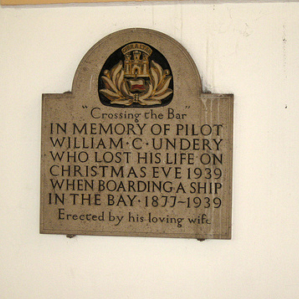 "Crossing the Bar"
IN MEMORY OF PILOT
WILLIAM·C·UNDERY
WHO LOST HIS LIFE ON
CHRISTMAS EVE 1939
WHEN BOARDING A SHIP
IN THE BAY·1877-1939
Erected by his loving wife